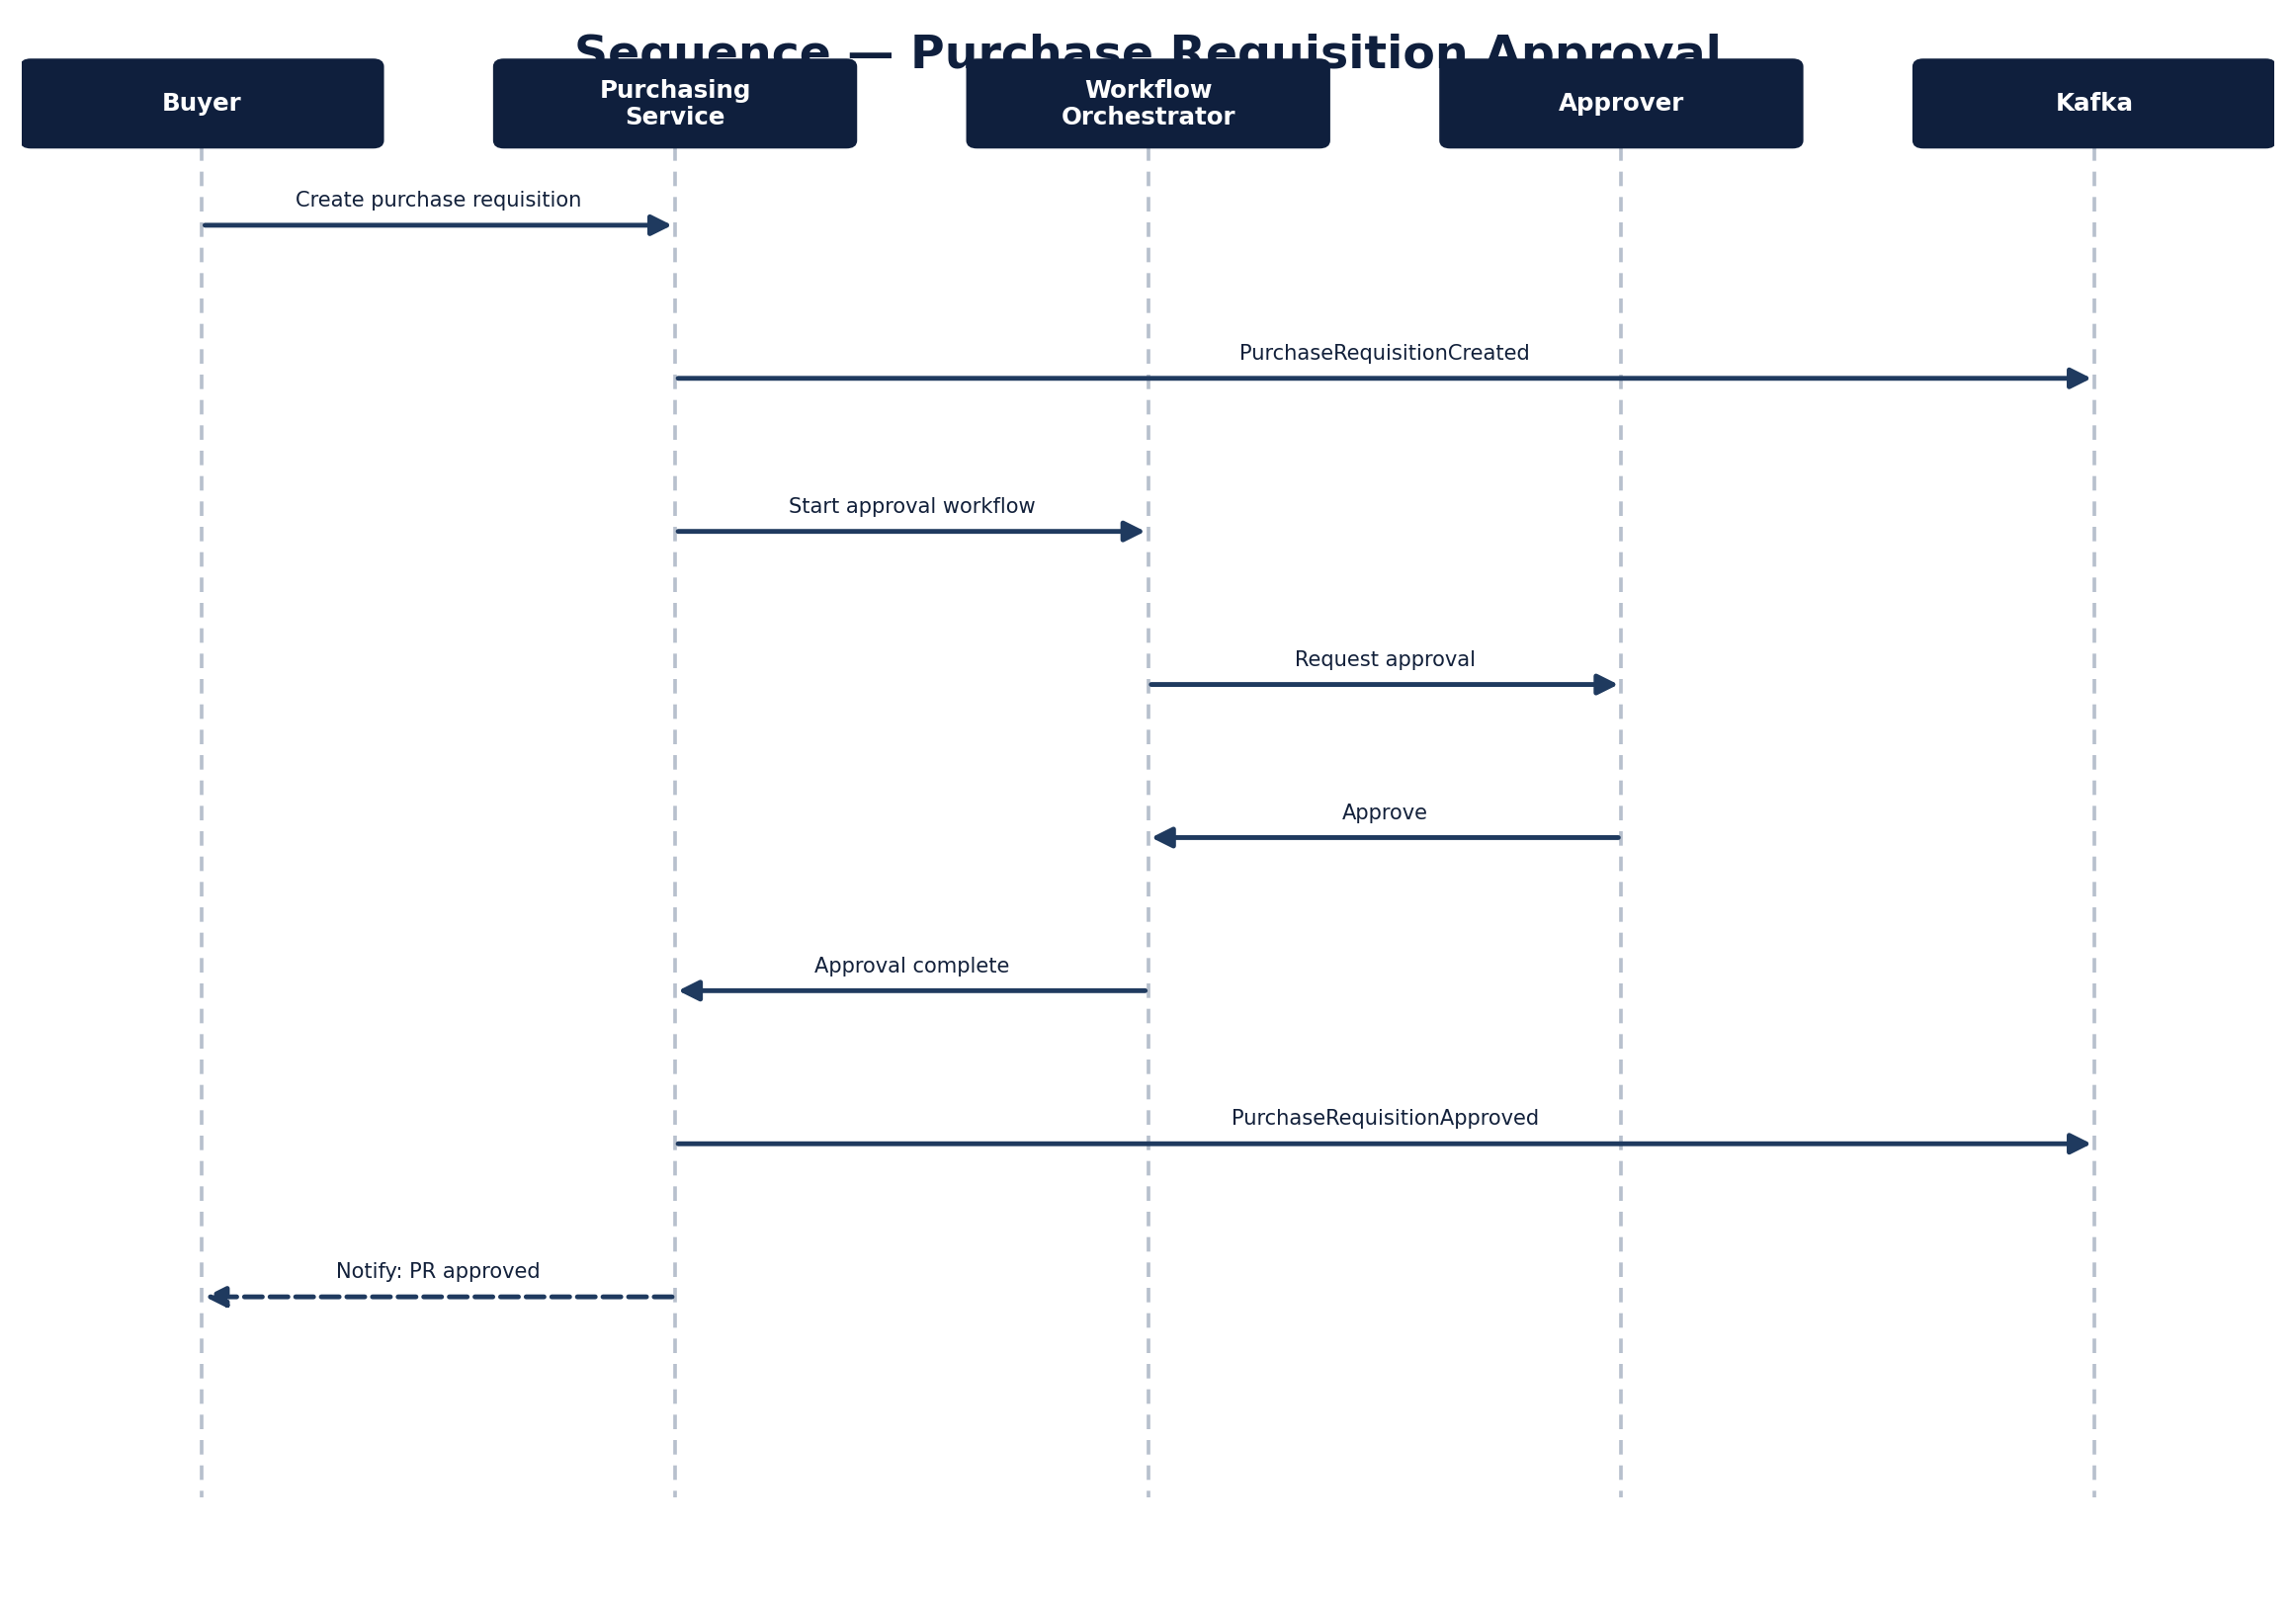 Sequence — Purchase Requisition Approval
Buyer
Purchasing
Service
Workflow
Orchestrator
Approver
Kafka
Create purchase requisition
PurchaseRequisitionCreated
Start approval workflow
Request approval
Approve
Approval complete
PurchaseRequisitionApproved
Notify: PR approved